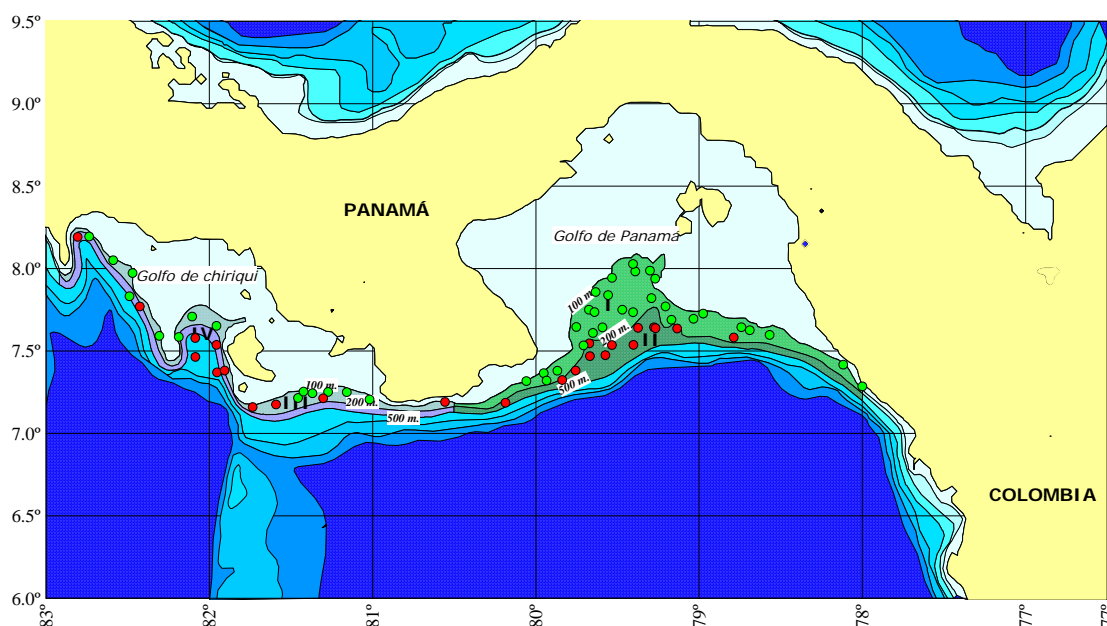 9.5º
9.0º
8.5º
PANAMÁ
Golfo de Panamá
8.0º
Golfo de chiriqui
100 m.
I
IV
200 m.
II
7.5º
500 m.
100 m.
III
200 m.
500 m.
7.0º
COLOMBIA
6.5º
6.0º
83º
82º
81º
80º
79º
78º
77º
77º